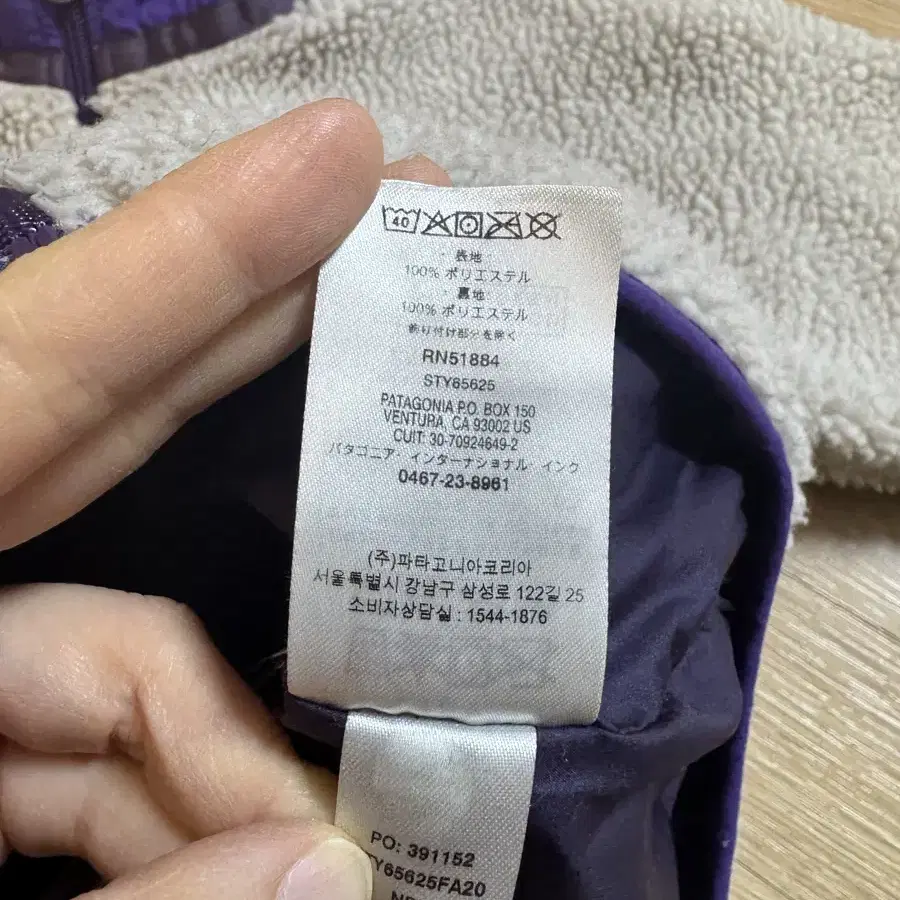 40
・表地・
100% ポリエステル
・裏地・
100% ポリエステル
飾り付け部分を除く
RN51884
STY65625
PATAGONIA P.O. BOX 150
VENTURA, CA 93002 US
CUIT: 30-70924649-2
パタゴニア・インターナショナル・インク
0467-23-8961
(주)파타고니아코리아
서울특별시 강남구 삼성로 122길 25
소비자상담실 : 1544-1876
PO: 391152
TY65625FA20